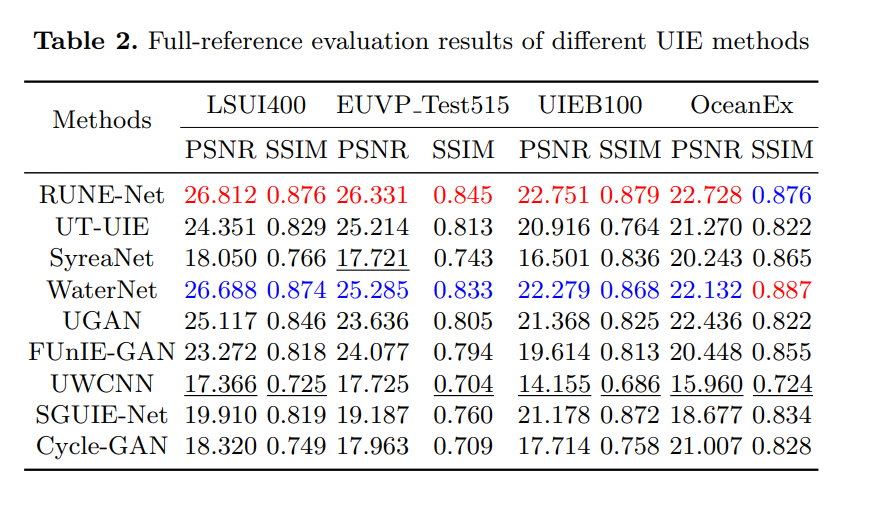 Table 2. Full-reference evaluation results of different UIE methods
Methods LSUI400 EUVP_Test515 UIEB100 OceanEx
PSNR SSIM PSNR SSIM PSNR SSIM PSNR SSIM
RUNE-Net 26.812 0.876 26.331 0.845 22.751 0.879 22.728 0.876
UT-UIE 24.351 0.829 25.214 0.813 20.916 0.764 21.270 0.822
SyreaNet 18.050 0.766 17.721 0.743 16.501 0.836 20.243 0.865
WaterNet 26.688 0.874 25.285 0.833 22.279 0.868 22.132 0.887
UGAN 25.117 0.846 23.636 0.805 21.368 0.825 22.436 0.822
FUnIE-GAN 23.272 0.818 24.077 0.794 19.614 0.813 20.448 0.855
UWCNN 17.366 0.725 17.725 0.704 14.155 0.686 15.960 0.724
SGUIE-Net 19.910 0.819 19.187 0.760 21.178 0.872 18.677 0.834
Cycle-GAN 18.320 0.749 17.963 0.709 17.714 0.758 21.007 0.828